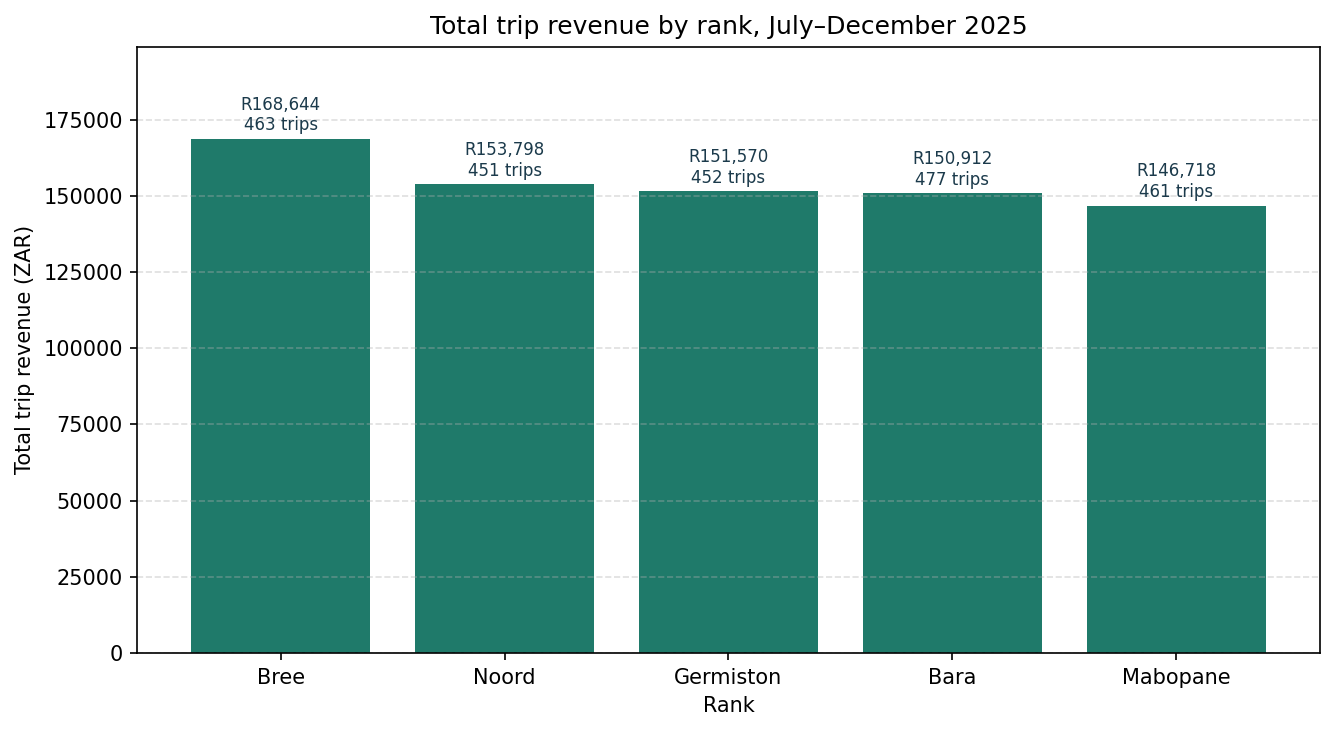 Total trip revenue by rank, July–December 2025
Total trip revenue (ZAR)
175000
150000
125000
100000
75000
50000
25000
0
R168,644
463 trips
R153,798
451 trips
R151,570
452 trips
R150,912
477 trips
R146,718
461 trips
Bree
Noord
Germiston
Bara
Mabopane
Rank